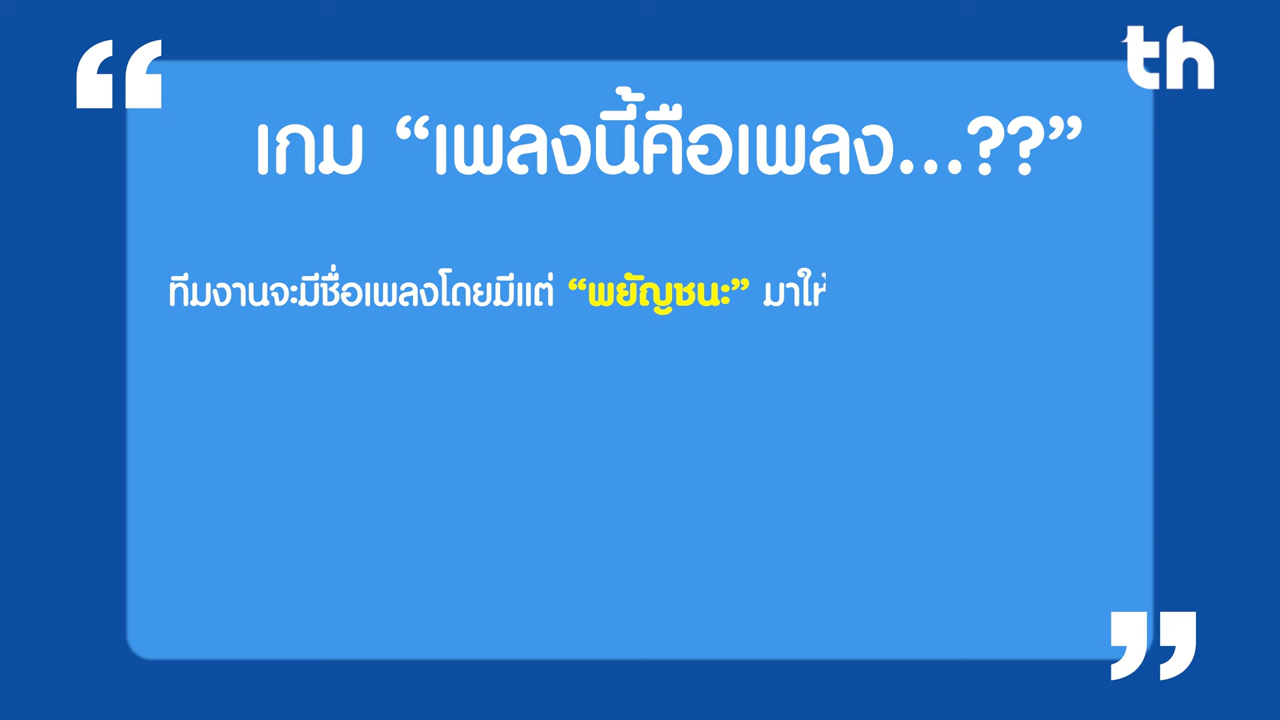 th
เกม “เพลงนี้คือเพลง...??”
ทีมงานจะมีชื่อเพลงโดยมีแต่ “พยัญชนะ” มาให้